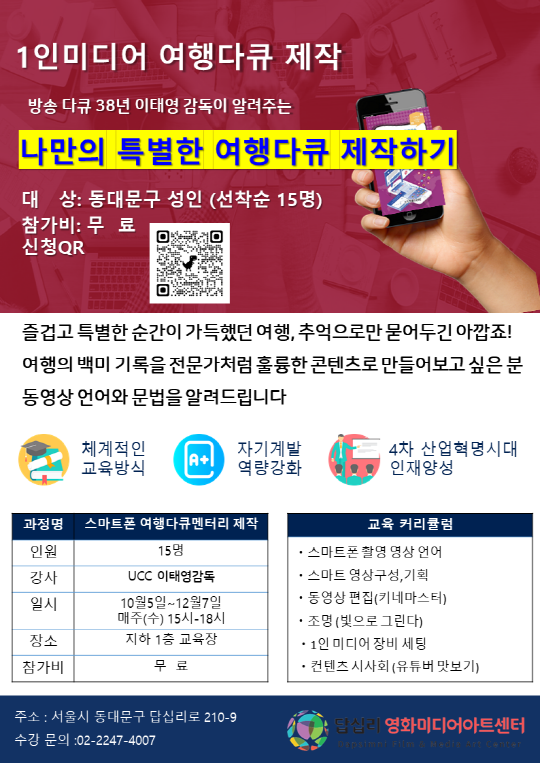 1인미디어 여행다큐 제작
방송 다큐 38년 이태영 감독이 알려주는
나만의 특별한 여행다큐 제작하기
대 상: 동대문구 성인 (선착순 15명)
참가비: 무 료
신청QR
즐겁고 특별한 순간이 가득했던 여행, 추억으로만 묻어두긴 아깝죠!
여행의 백미 기록을 전문가처럼 훌륭한 콘텐츠로 만들어보고 싶은 분
동영상 언어와 문법을 알려드립니다
체계적인
교육방식
A+
자기계발
역량강화
4차 산업혁명시대
인재양성
과정명 스마트폰 여행다큐멘터리 제작
인원 15명
강사 UCC 이태영감독
일시 10월5일~12월7일
매주(수) 15시-18시
장소 지하 1층 교육장
참가비 무 료
교육 커리큘럼
・스마트폰 촬영 영상 언어
・스마트 영상구성,기획
・동영상 편집(키네마스터)
・조명 (빛으로 그린다)
・1인 미디어 장비 세팅
・컨텐츠 시사회 (유튜버 맛보기)
주소 : 서울시 동대문구 답십리로 210-9
수강 문의 :02-2247-4007
답십리 영화미디어아트센터